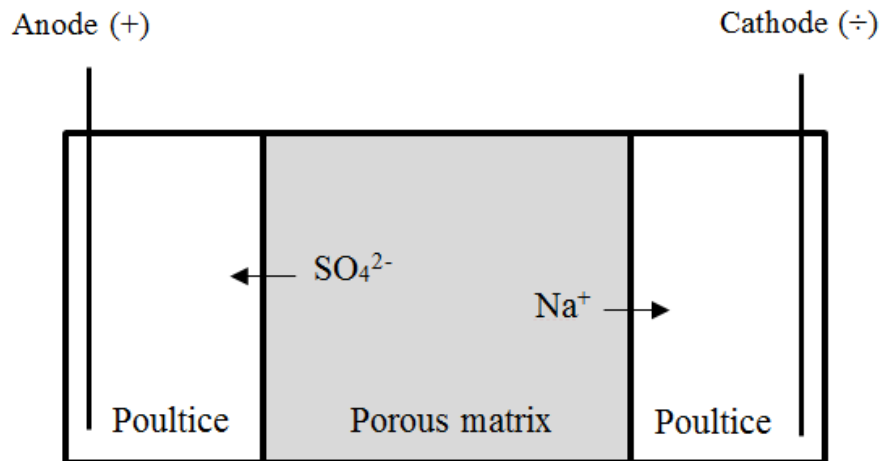 Anode (+)
Cathode (÷)
SO₄²⁻
Na⁺
Poultice
Porous matrix
Poultice